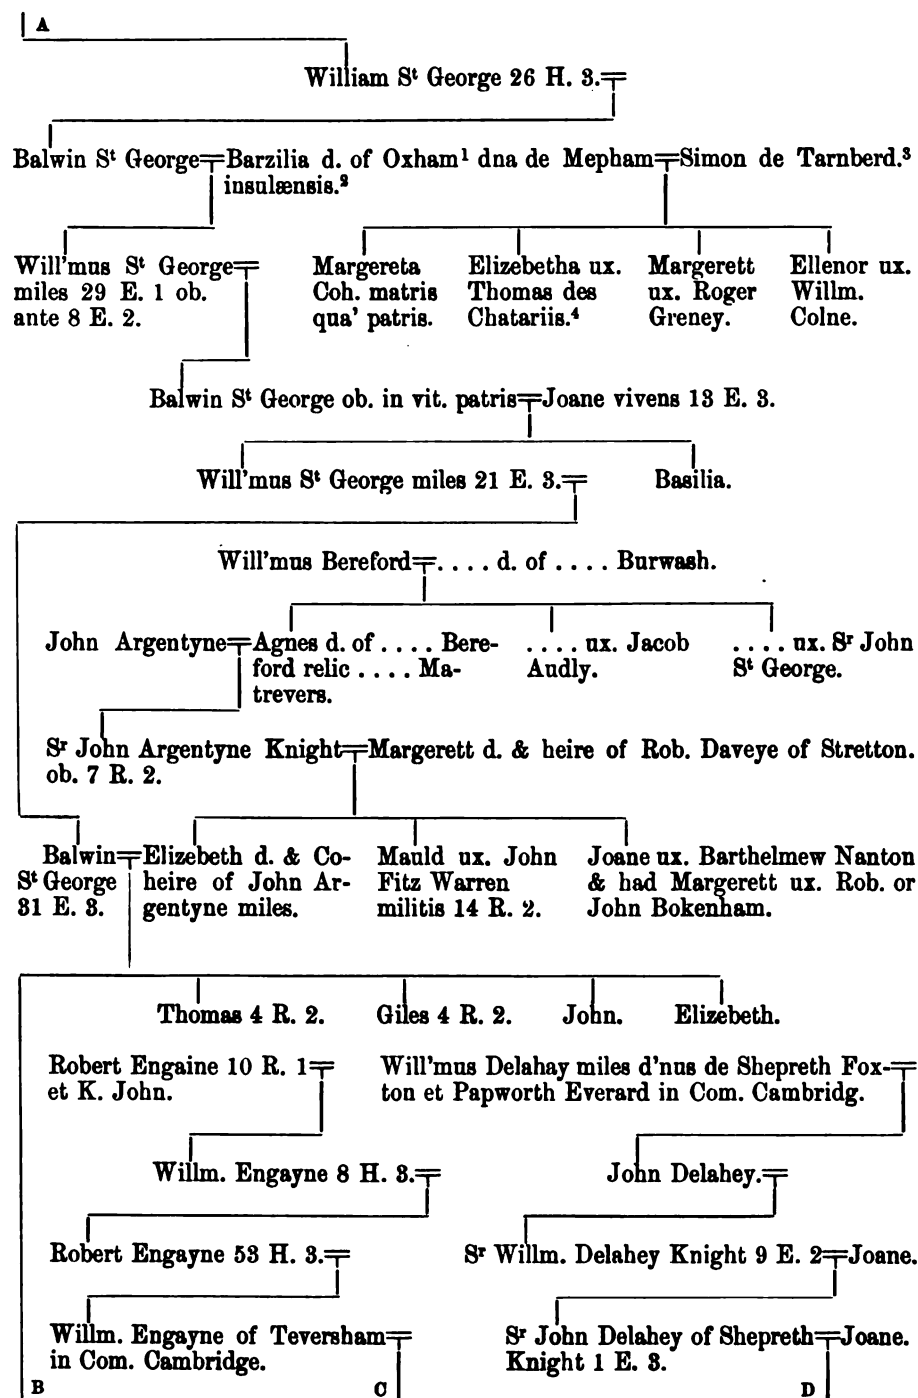 A
William Sᵗ George 26 H. 3.
Balwin Sᵗ George Barzilia d. of Oxham¹ dna de Mepham Simon de Tarnberd.³
insulænsis.²
Will'mus Sᵗ George
miles 29 E. 1 ob.
ante 8 E. 2.
Margereta
Coh. matris
qua' patris.
Elizebetha ux.
Thomas des
Chatariis.⁴
Margerett
ux. Roger
Greney.
Ellenor ux.
Willm.
Colne.
Balwin Sᵗ George ob. in vit. patris Joane vivens 13 E. 3.
Will'mus Sᵗ George miles 21 E. 3. Basilia.
Will'mus Bereford . . . . d. of . . . . Burwash.
John Argentyne Agnes d. of . . . . Bere-
ford relic . . . . Ma-
trevers.
. . . . ux. Jacob
Audly.
. . . . ux. Sʳ John
Sᵗ George.
Sʳ John Argentyne Knight Margerett d. & heire of Rob. Daveye of Stretton.
ob. 7 R. 2.
Balwin
Sᵗ George
31 E. 3.
Elizebeth d. & Co-
heire of John Ar-
gentyne miles.
Mauld ux. John
Fitz Warren
militis 14 R. 2.
Joane ux. Barthelmew Nanton
& had Margerett ux. Rob. or
John Bokenham.
Thomas 4 R. 2. Giles 4 R. 2. John. Elizebeth.
Robert Engaine 10 R. 1
et K. John.
Will'mus Delahay miles d'nus de Shepreth Fox-
ton et Papworth Everard in Com. Cambridg.
Willm. Engayne 8 H. 3. John Delahey.
Robert Engayne 53 H. 3. Sʳ Willm. Delahey Knight 9 E. 2 Joane.
Willm. Engayne of Teversham
in Com. Cambridge.
Sʳ John Delahey of Shepreth Joane.
Knight 1 E. 3.
B C D